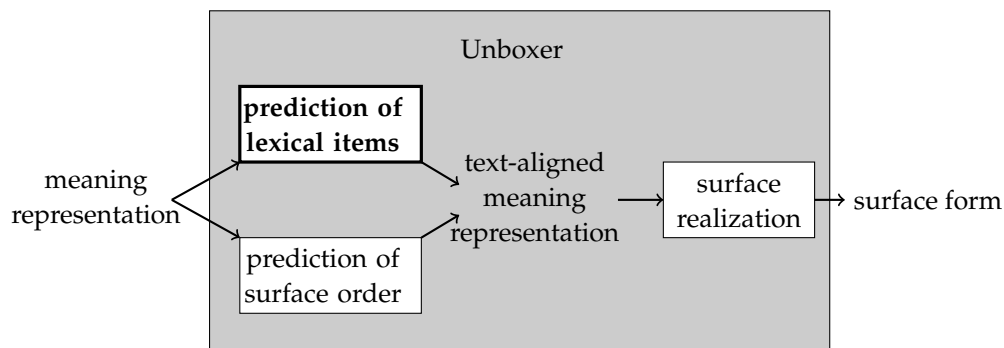 Unboxer
prediction of
lexical items
meaning
representation
text-aligned
meaning
representation
surface
realization
surface form
prediction of
surface order